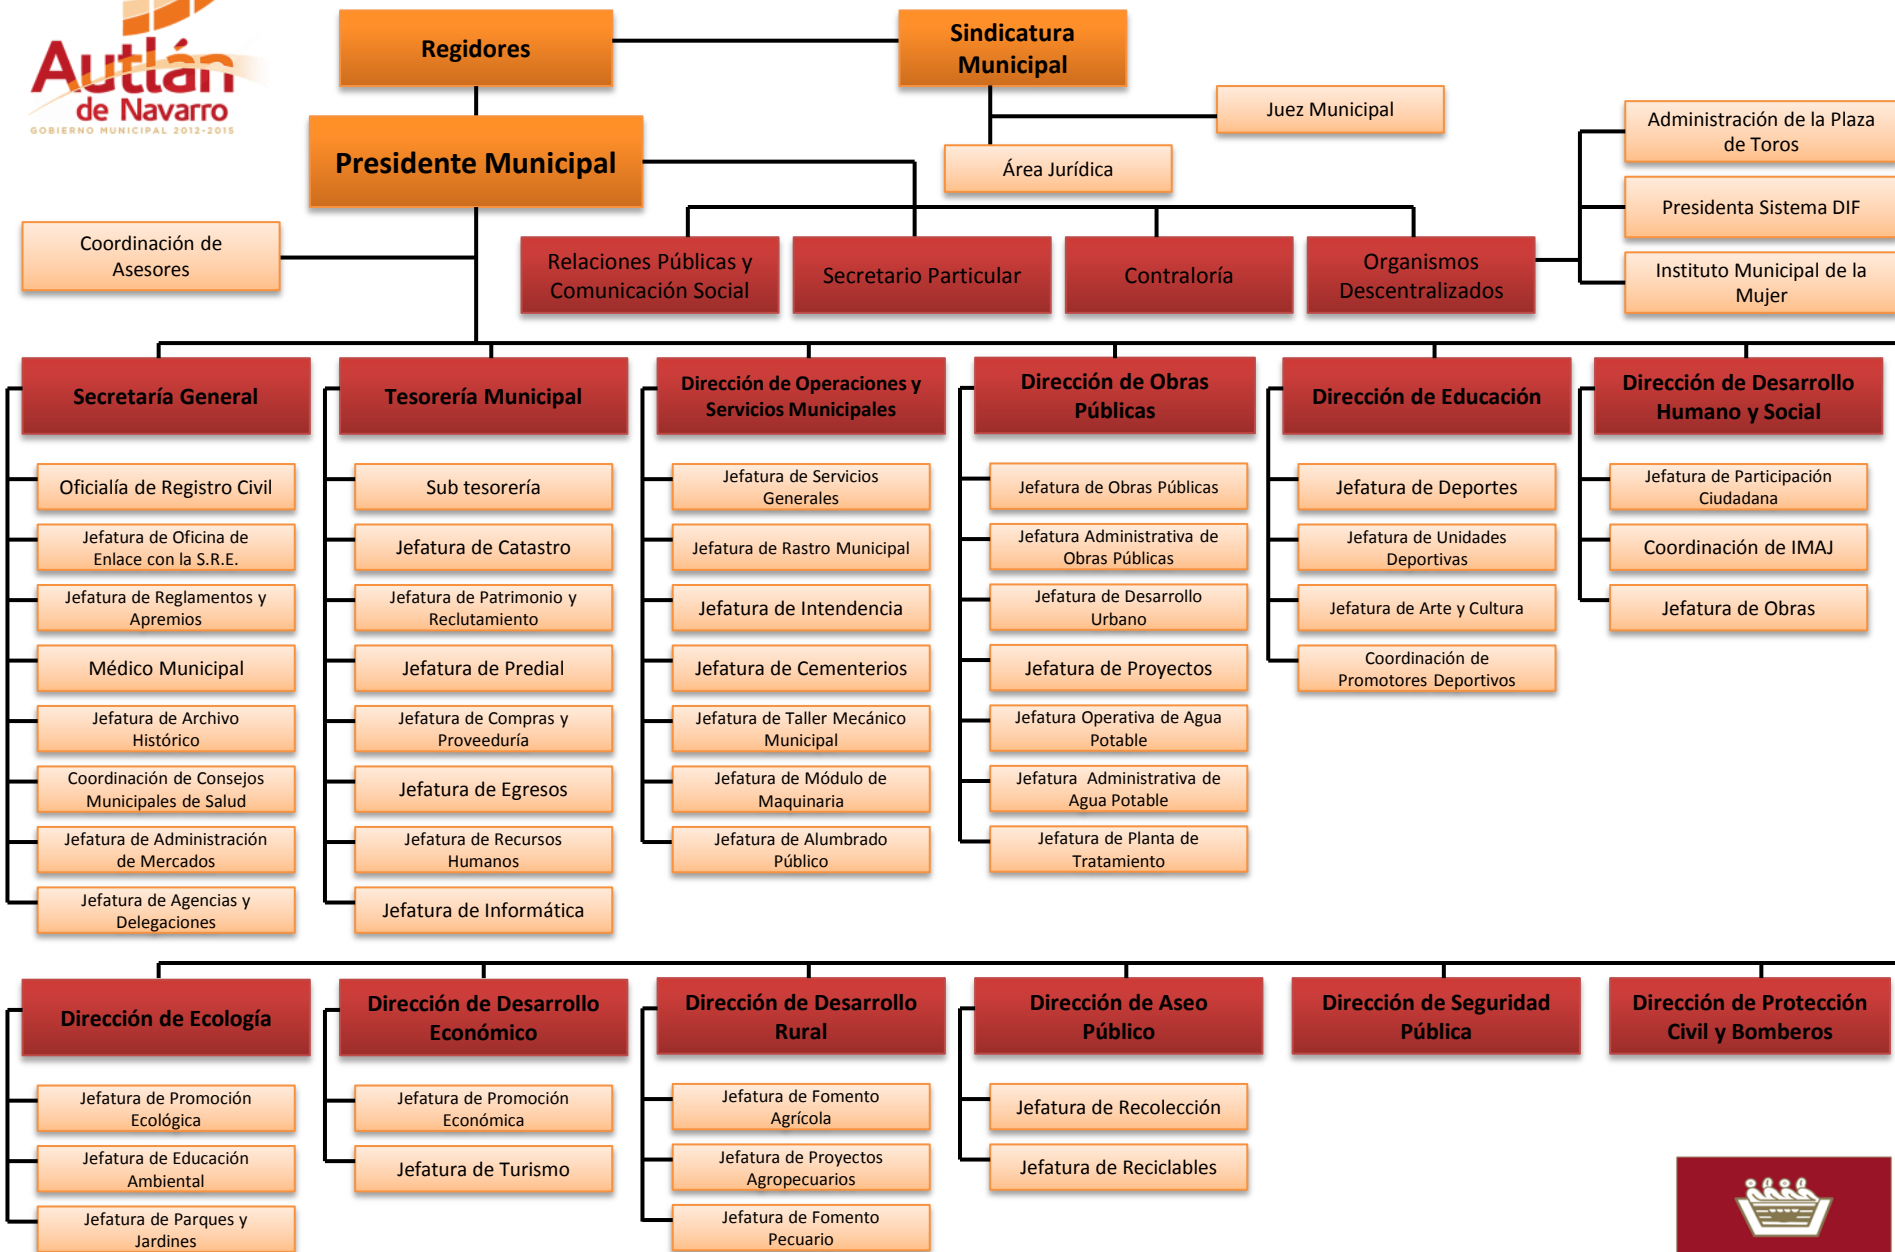 Autlán
de Navarro
GOBIERNO MUNICIPAL 2012-2015
Regidores
Sindicatura
Municipal
Juez Municipal
Área Jurídica
Presidente Municipal
Administración de la Plaza
de Toros
Presidenta Sistema DIF
Instituto Municipal de la
Mujer
Coordinación de
Asesores
Relaciones Públicas y
Comunicación Social
Secretario Particular
Contraloría
Organismos
Descentralizados
Secretaría General
Oficialía de Registro Civil
Jefatura de Oficina de
Enlace con la S.R.E.
Jefatura de Reglamentos y
Apremios
Médico Municipal
Jefatura de Archivo
Histórico
Coordinación de Consejos
Municipales de Salud
Jefatura de Administración
de Mercados
Jefatura de Agencias y
Delegaciones
Tesorería Municipal
Sub tesorería
Jefatura de Catastro
Jefatura de Patrimonio y
Reclutamiento
Jefatura de Predial
Jefatura de Compras y
Proveeduría
Jefatura de Egresos
Jefatura de Recursos
Humanos
Jefatura de Informática
Dirección de Operaciones y
Servicios Municipales
Jefatura de Servicios
Generales
Jefatura de Rastro Municipal
Jefatura de Intendencia
Jefatura de Cementerios
Jefatura de Taller Mecánico
Municipal
Jefatura de Módulo de
Maquinaria
Jefatura de Alumbrado
Público
Dirección de Obras
Públicas
Jefatura de Obras Públicas
Jefatura Administrativa de
Obras Públicas
Jefatura de Desarrollo
Urbano
Jefatura de Proyectos
Jefatura Operativa de Agua
Potable
Jefatura Administrativa de
Agua Potable
Jefatura de Planta de
Tratamiento
Dirección de Educación
Jefatura de Deportes
Jefatura de Unidades
Deportivas
Jefatura de Arte y Cultura
Coordinación de
Promotores Deportivos
Dirección de Desarrollo
Humano y Social
Jefatura de Participación
Ciudadana
Coordinación de IMAJ
Jefatura de Obras
Dirección de Ecología
Jefatura de Promoción
Ecológica
Jefatura de Educación
Ambiental
Jefatura de Parques y
Jardines
Dirección de Desarrollo
Económico
Jefatura de Promoción
Económica
Jefatura de Turismo
Dirección de Desarrollo
Rural
Jefatura de Fomento
Agrícola
Jefatura de Proyectos
Agropecuarios
Jefatura de Fomento
Pecuario
Dirección de Aseo
Público
Jefatura de Recolección
Jefatura de Reciclables
Dirección de Seguridad
Pública
Dirección de Protección
Civil y Bomberos